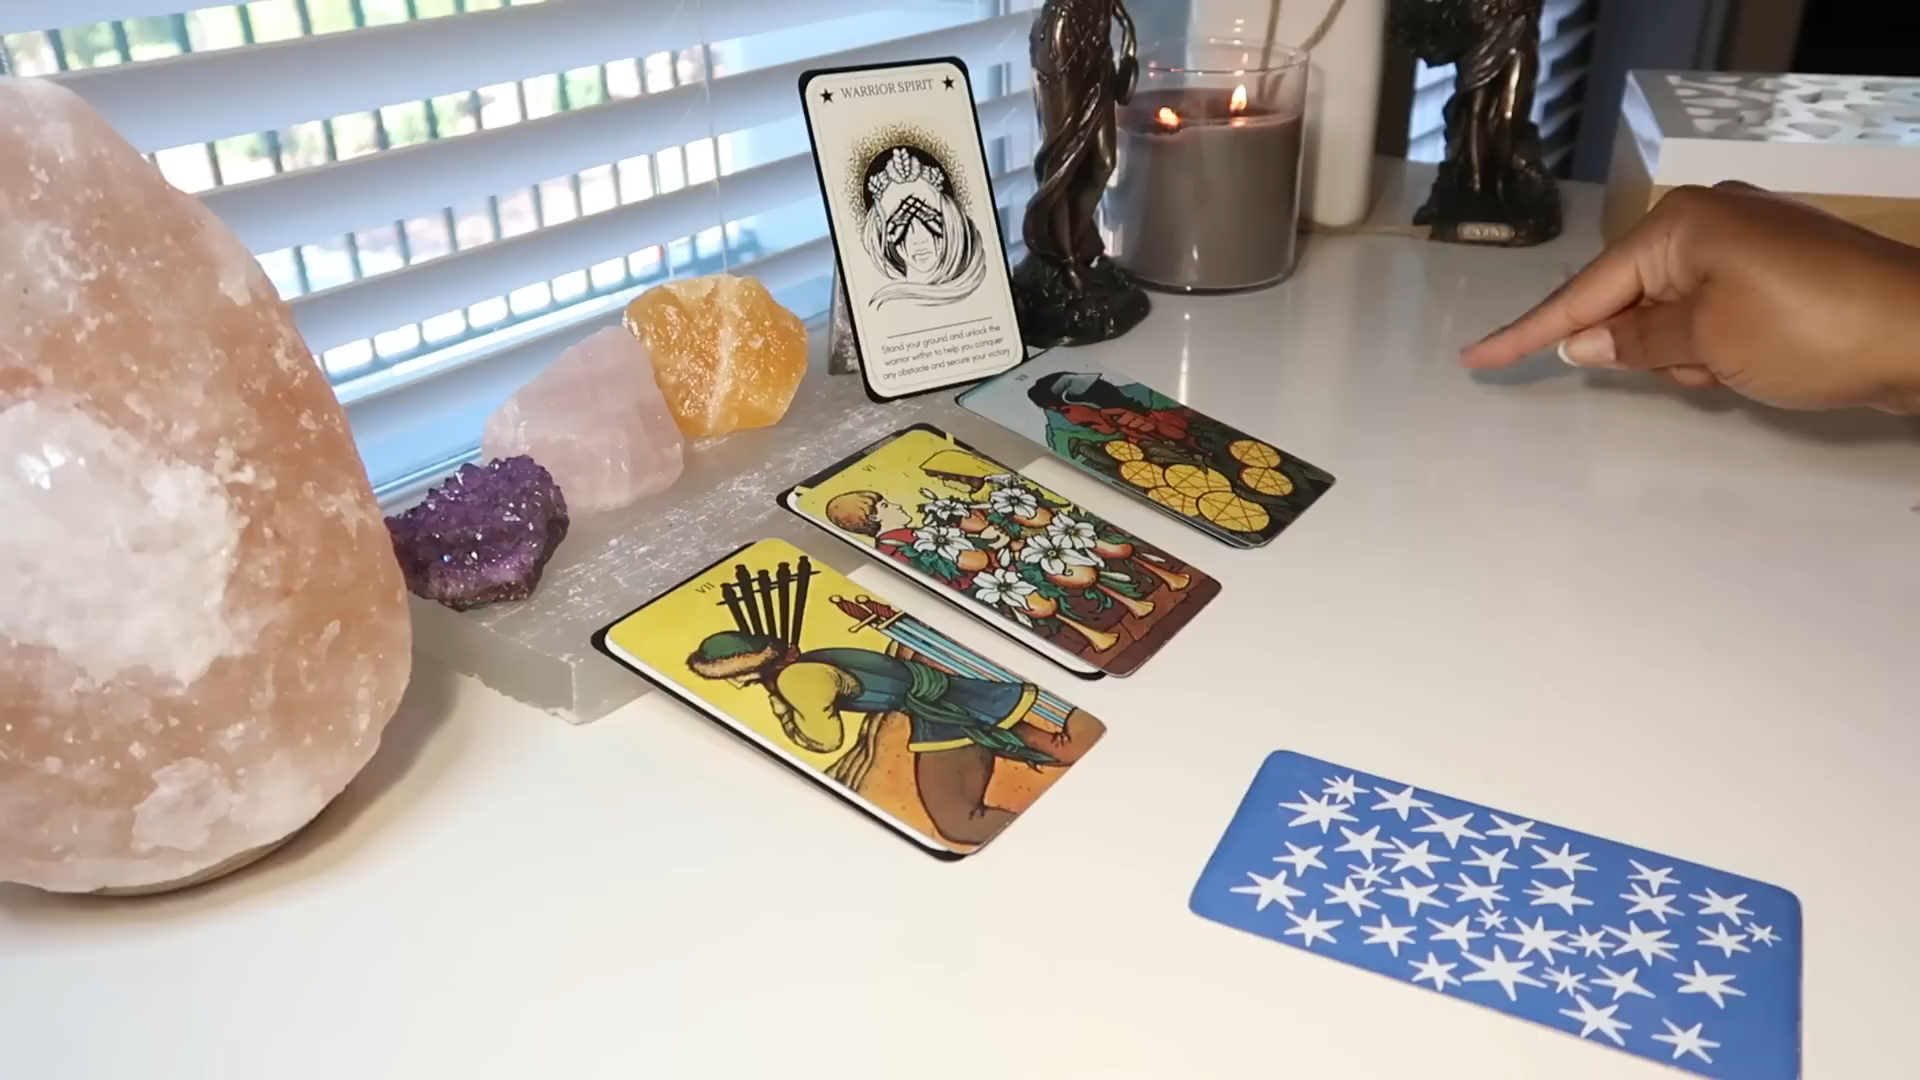 ★ WARRIOR SPIRIT ★
Stand your ground and unlock the
warrior within to help you conquer
any obstacle and secure your victory
VII
VI
VII